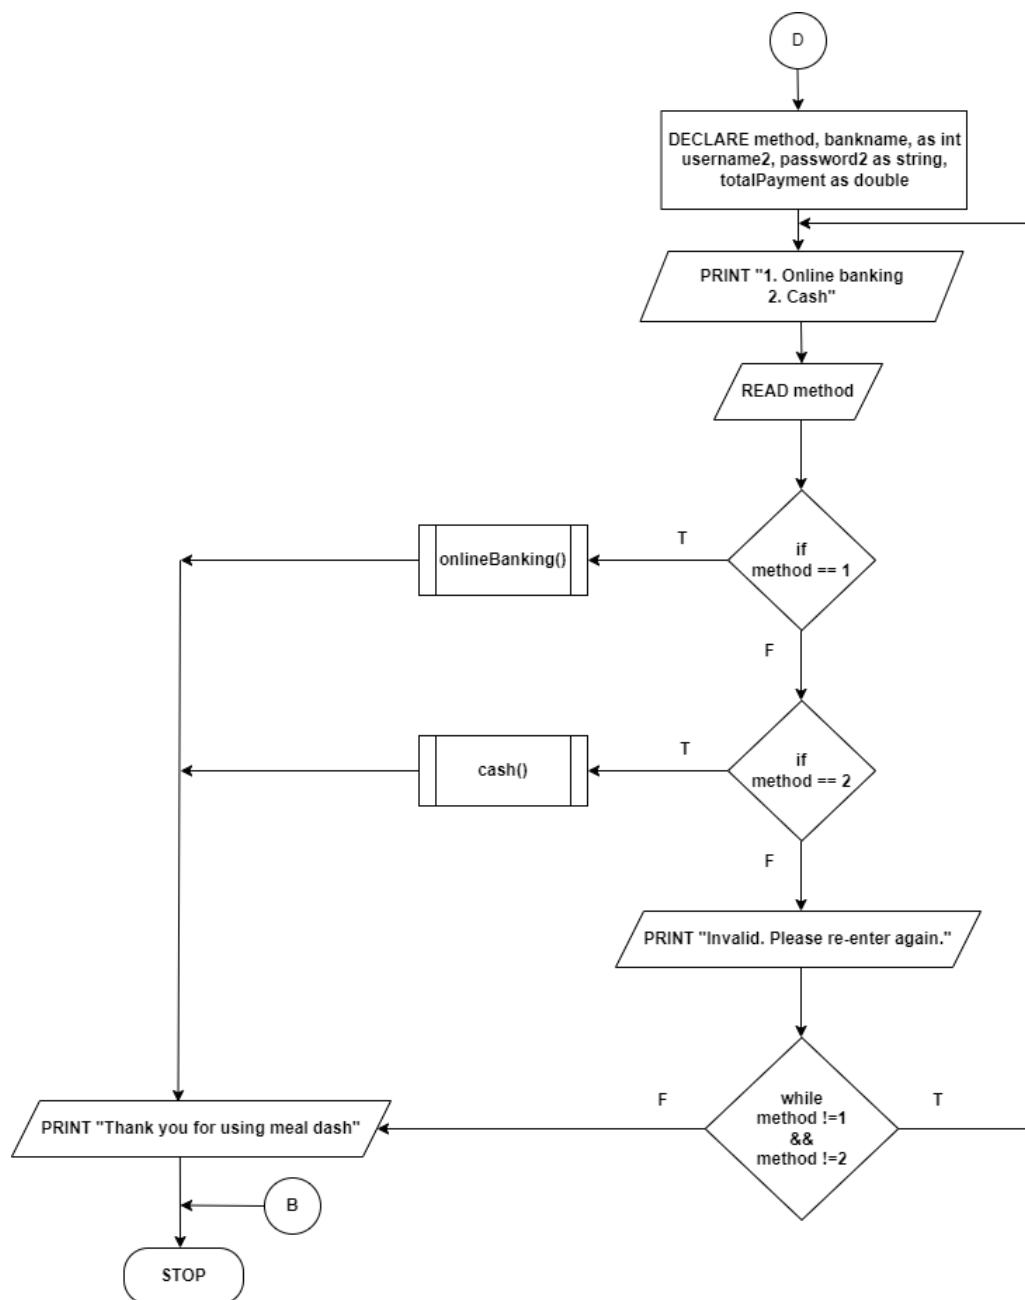 D
DECLARE method, bankname, as int
username2, password2 as string,
totalPayment as double
PRINT "1. Online banking
2. Cash"
READ method
if
method == 1
T
onlineBanking()
F
if
method == 2
T
cash()
F
PRINT "Invalid. Please re-enter again."
while
method !=1
&&
method !=2
F
T
PRINT "Thank you for using meal dash"
B
STOP